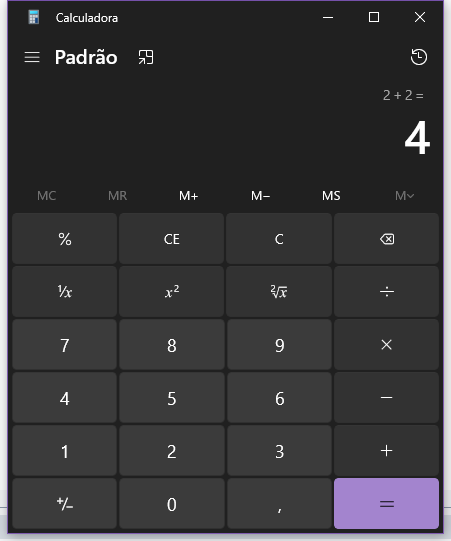 Calculadora
Padrão
2 + 2 =
4
MC MR M+ M− MS M
% CE C
¹/x x² ²√x ÷
7 8 9 ×
4 5 6 −
1 2 3 +
+/− 0 , =